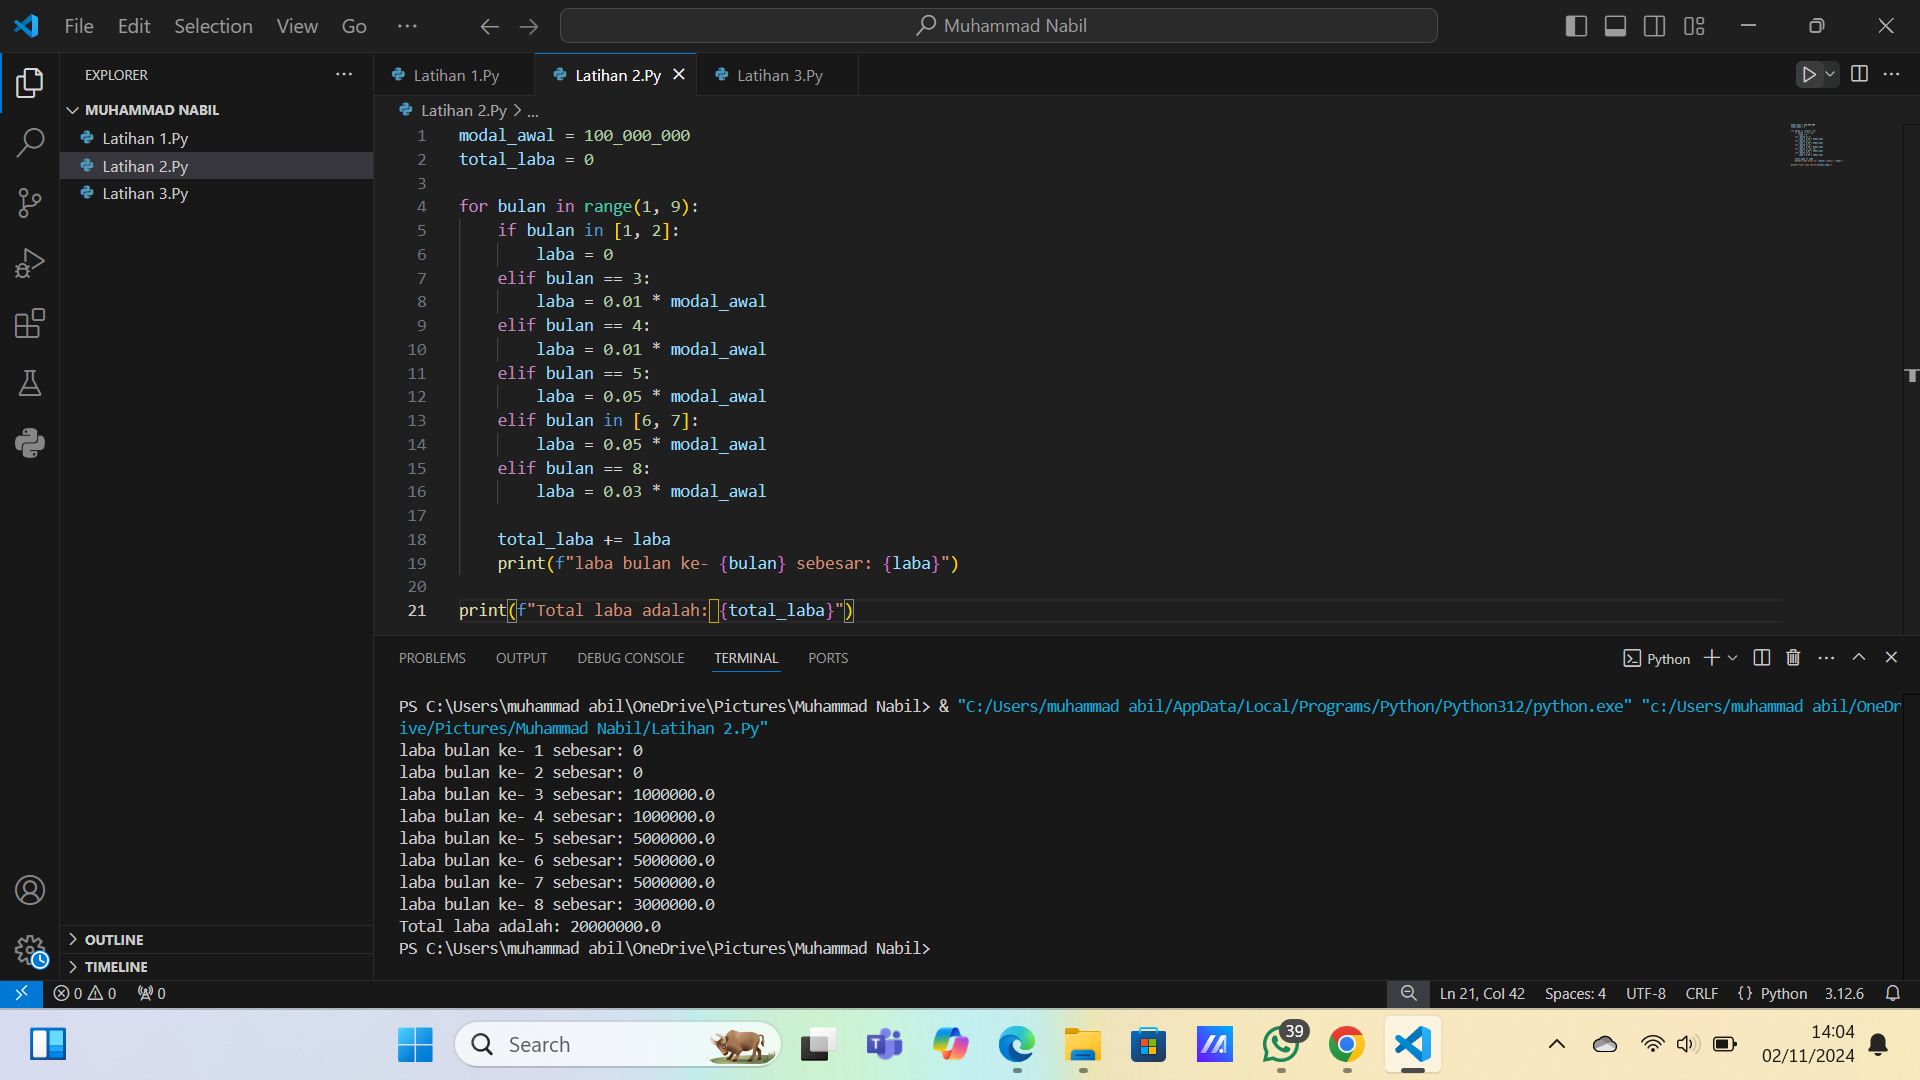 File Edit Selection View Go ... Muhammad Nabil
EXPLORER
MUHAMMAD NABIL
Latihan 1.Py
Latihan 2.Py
Latihan 3.Py
OUTLINE
TIMELINE
Latihan 1.Py Latihan 2.Py Latihan 3.Py
Latihan 2.Py > ...
1 modal_awal = 100_000_000
2 total_laba = 0
3
4 for bulan in range(1, 9):
5 if bulan in [1, 2]:
6 laba = 0
7 elif bulan == 3:
8 laba = 0.01 * modal_awal
9 elif bulan == 4:
10 laba = 0.01 * modal_awal
11 elif bulan == 5:
12 laba = 0.05 * modal_awal
13 elif bulan in [6, 7]:
14 laba = 0.05 * modal_awal
15 elif bulan == 8:
16 laba = 0.03 * modal_awal
17
18 total_laba += laba
19 print(f"laba bulan ke- {bulan} sebesar: {laba}")
20
21 print(f"Total laba adalah: {total_laba}")
PROBLEMS OUTPUT DEBUG CONSOLE TERMINAL PORTS Python
PS C:\Users\muhammad abil\OneDrive\Pictures\Muhammad Nabil> & "C:/Users/muhammad abil/AppData/Local/Programs/Python/Python312/python.exe" "c:/Users/muhammad abil/OneDr
ive/Pictures/Muhammad Nabil/Latihan 2.Py"
laba bulan ke- 1 sebesar: 0
laba bulan ke- 2 sebesar: 0
laba bulan ke- 3 sebesar: 1000000.0
laba bulan ke- 4 sebesar: 1000000.0
laba bulan ke- 5 sebesar: 5000000.0
laba bulan ke- 6 sebesar: 5000000.0
laba bulan ke- 7 sebesar: 5000000.0
laba bulan ke- 8 sebesar: 3000000.0
Total laba adalah: 20000000.0
PS C:\Users\muhammad abil\OneDrive\Pictures\Muhammad Nabil>
0 0 0 Ln 21, Col 42 Spaces: 4 UTF-8 CRLF {} Python 3.12.6
Search 39 14:04
02/11/2024